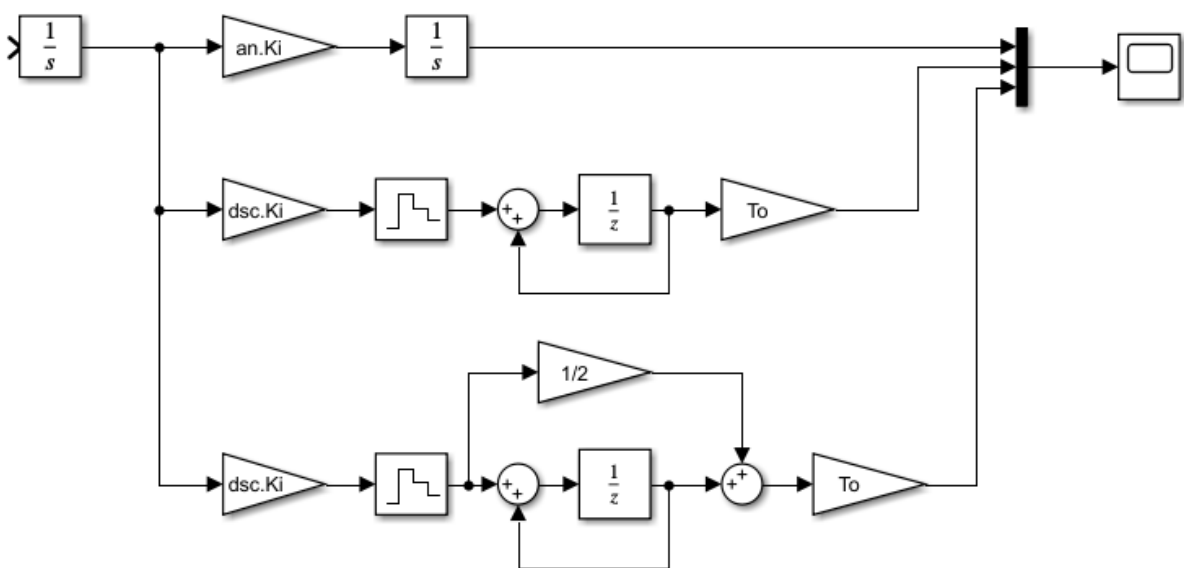 1
s
an.Ki
1
s
dsc.Ki
+
+
1
z
To
1/2
dsc.Ki
+
+
1
z
+
+
To